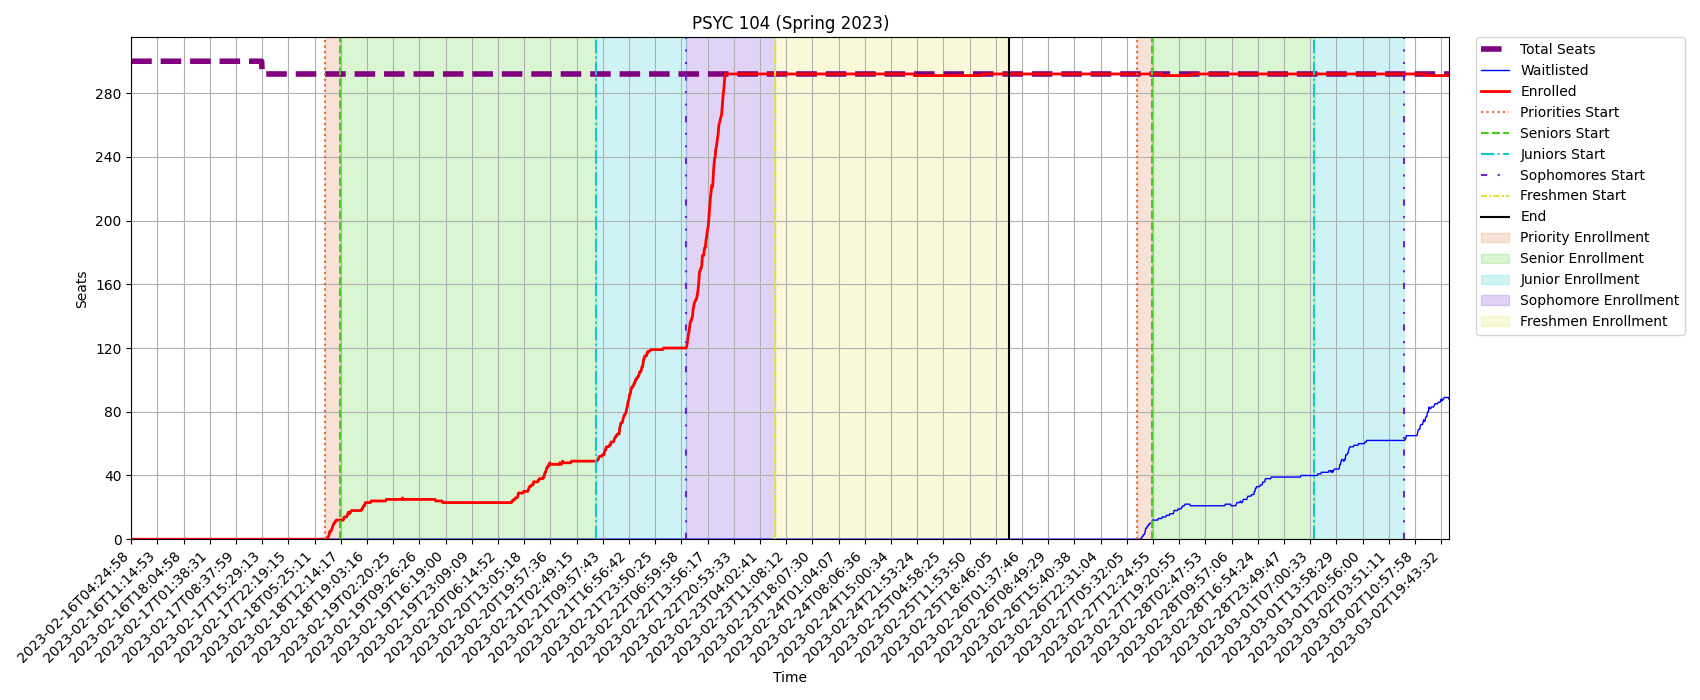 PSYC 104 (Spring 2023)
Seats
0
40
80
120
160
200
240
280
2023-02-16T04:24:58
2023-02-16T11:14:53
2023-02-16T18:04:58
2023-02-17T01:38:31
2023-02-17T08:37:59
2023-02-17T15:29:13
2023-02-17T22:19:15
2023-02-18T05:25:11
2023-02-18T12:14:17
2023-02-18T19:03:16
2023-02-19T02:20:25
2023-02-19T09:26:26
2023-02-19T16:19:00
2023-02-19T23:09:09
2023-02-20T06:14:52
2023-02-20T13:05:18
2023-02-20T19:57:36
2023-02-21T02:49:15
2023-02-21T09:57:43
2023-02-21T16:56:42
2023-02-21T23:50:25
2023-02-22T06:59:58
2023-02-22T13:56:17
2023-02-22T20:53:33
2023-02-23T04:02:41
2023-02-23T11:08:12
2023-02-23T18:07:30
2023-02-24T01:04:07
2023-02-24T08:06:36
2023-02-24T15:00:34
2023-02-24T21:53:24
2023-02-25T04:58:25
2023-02-25T11:53:50
2023-02-25T18:46:05
2023-02-26T01:37:46
2023-02-26T08:49:29
2023-02-26T15:40:38
2023-02-26T22:31:04
2023-02-27T05:32:05
2023-02-27T12:24:55
2023-02-27T19:20:55
2023-02-28T02:47:53
2023-02-28T09:57:06
2023-02-28T16:54:24
2023-02-28T23:49:47
2023-03-01T07:00:33
2023-03-01T13:58:29
2023-03-01T20:56:00
2023-03-02T03:51:11
2023-03-02T10:57:58
2023-03-02T19:43:32
Time
Total Seats
Waitlisted
Enrolled
Priorities Start
Seniors Start
Juniors Start
Sophomores Start
Freshmen Start
End
Priority Enrollment
Senior Enrollment
Junior Enrollment
Sophomore Enrollment
Freshmen Enrollment